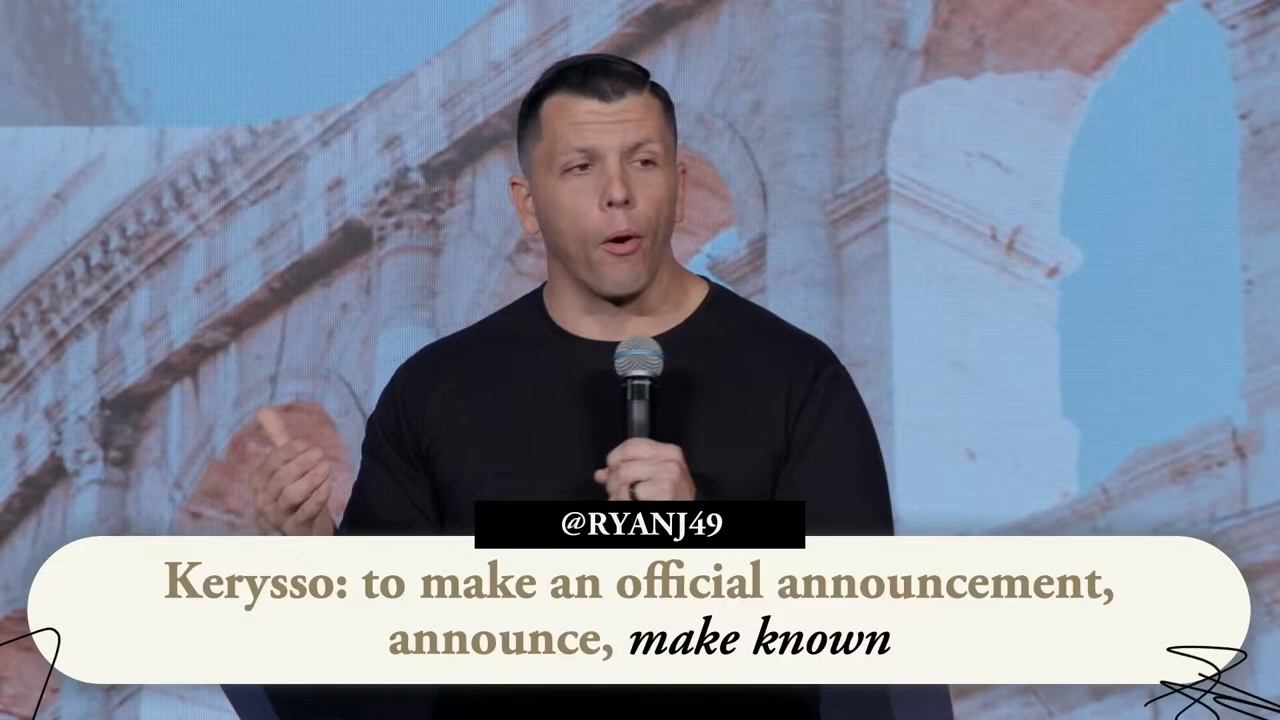 @RYANJ49
Kerysso: to make an official announcement,
announce, make known